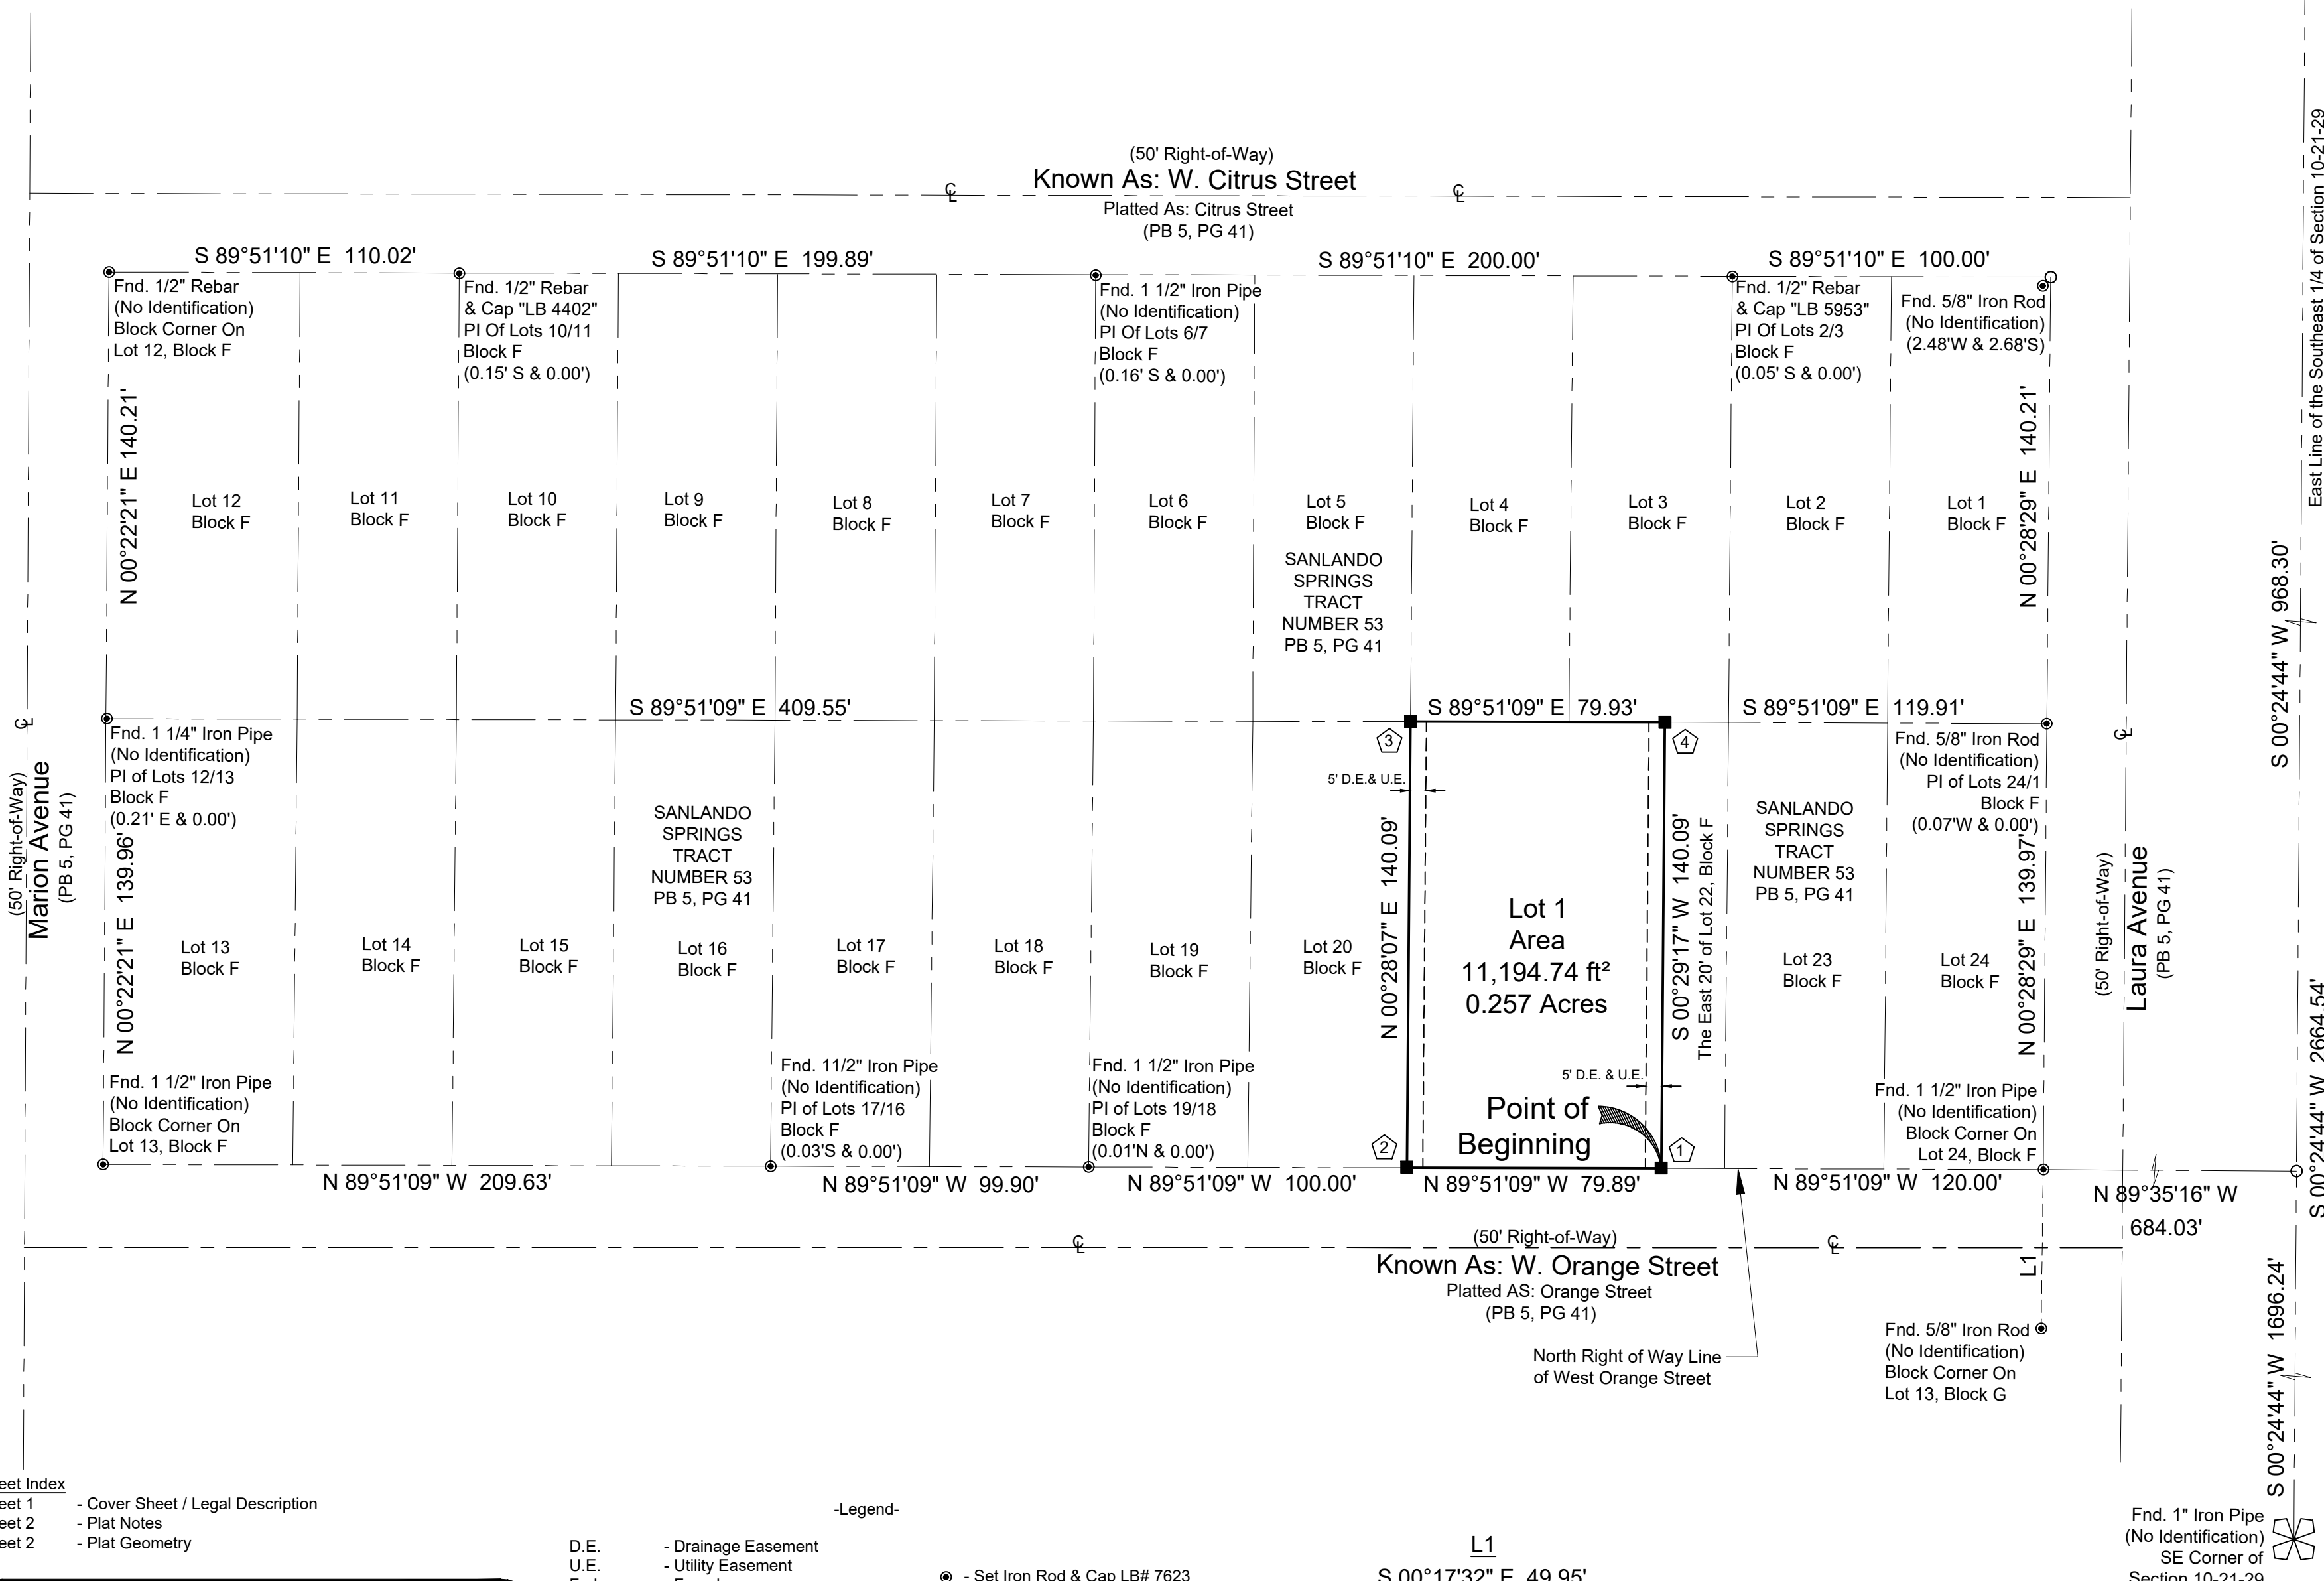 (50' Right-of-Way)
Known As: W. Citrus Street
Platted As: Citrus Street
(PB 5, PG 41)
S 89°51'10" E 110.02'
S 89°51'10" E 199.89'
S 89°51'10" E 200.00'
S 89°51'10" E 100.00'
Fnd. 1/2" Rebar
(No Identification)
Block Corner On
Lot 12, Block F
Fnd. 1/2" Rebar
& Cap "LB 4402"
PI Of Lots 10/11
Block F
(0.15' S & 0.00')
Fnd. 1 1/2" Iron Pipe
(No Identification)
PI Of Lots 6/7
Block F
(0.16' S & 0.00')
Fnd. 1/2" Rebar
& Cap "LB 5953"
PI Of Lots 2/3
Block F
(0.05' S & 0.00')
Fnd. 5/8" Iron Rod
(No Identification)
(2.48'W & 2.68'S)
East Line of the Southeast 1/4 of Section 10-21-29
N 00°22'21" E 140.21'
N 00°28'29" E 140.21'
Lot 12
Block F
Lot 11
Block F
Lot 10
Block F
Lot 9
Block F
Lot 8
Block F
Lot 7
Block F
Lot 6
Block F
Lot 5
Block F
Lot 4
Block F
Lot 3
Block F
Lot 2
Block F
Lot 1
Block F
SANLANDO
SPRINGS
TRACT
NUMBER 53
PB 5, PG 41
S 00°24'44" W 968.30'
S 89°51'09" E 409.55'
S 89°51'09" E 79.93'
S 89°51'09" E 119.91'
Fnd. 1 1/4" Iron Pipe
(No Identification)
PI of Lots 12/13
Block F
(0.21' E & 0.00')
3
4
5' D.E.& U.E.
Fnd. 5/8" Iron Rod
(No Identification)
PI of Lots 24/1
Block F
(0.07'W & 0.00')
(50' Right-of-Way)
Marion Avenue
(PB 5, PG 41)
N 00°22'21" E 139.96'
SANLANDO
SPRINGS
TRACT
NUMBER 53
PB 5, PG 41
N 00°28'07" E 140.09'
Lot 1
Area
11,194.74 ft²
0.257 Acres
S 00°29'17" W 140.09'
The East 20' of Lot 22, Block F
SANLANDO
SPRINGS
TRACT
NUMBER 53
PB 5, PG 41
N 00°28'29" E 139.97'
(50' Right-of-Way)
Laura Avenue
(PB 5, PG 41)
S 00°24'44" W 2664.54'
Lot 13
Block F
Lot 14
Block F
Lot 15
Block F
Lot 16
Block F
Lot 17
Block F
Lot 18
Block F
Lot 19
Block F
Lot 20
Block F
Lot 23
Block F
Lot 24
Block F
Fnd. 1 1/2" Iron Pipe
(No Identification)
Block Corner On
Lot 13, Block F
Fnd. 11/2" Iron Pipe
(No Identification)
PI of Lots 17/16
Block F
(0.03'S & 0.00')
Fnd. 1 1/2" Iron Pipe
(No Identification)
PI of Lots 19/18
Block F
(0.01'N & 0.00')
5' D.E. & U.E.
Point of
Beginning
2
1
Fnd. 1 1/2" Iron Pipe
(No Identification)
Block Corner On
Lot 24, Block F
N 89°51'09" W 209.63'
N 89°51'09" W 99.90'
N 89°51'09" W 100.00'
N 89°51'09" W 79.89'
N 89°51'09" W 120.00'
N 89°35'16" W
684.03'
(50' Right-of-Way)
Known As: W. Orange Street
Platted AS: Orange Street
(PB 5, PG 41)
North Right of Way Line
of West Orange Street
L1
Fnd. 5/8" Iron Rod
(No Identification)
Block Corner On
Lot 13, Block G
S 00°24'44" W 1696.24'
eet Index
eet 1 - Cover Sheet / Legal Description
eet 2 - Plat Notes
eet 2 - Plat Geometry
-Legend-
D.E. - Drainage Easement
U.E. - Utility Easement
- Set Iron Rod & Cap LB# 7623
L1
S 00°17'32" E 49.95'
Fnd. 1" Iron Pipe
(No Identification)
SE Corner of
Section 10-21-29